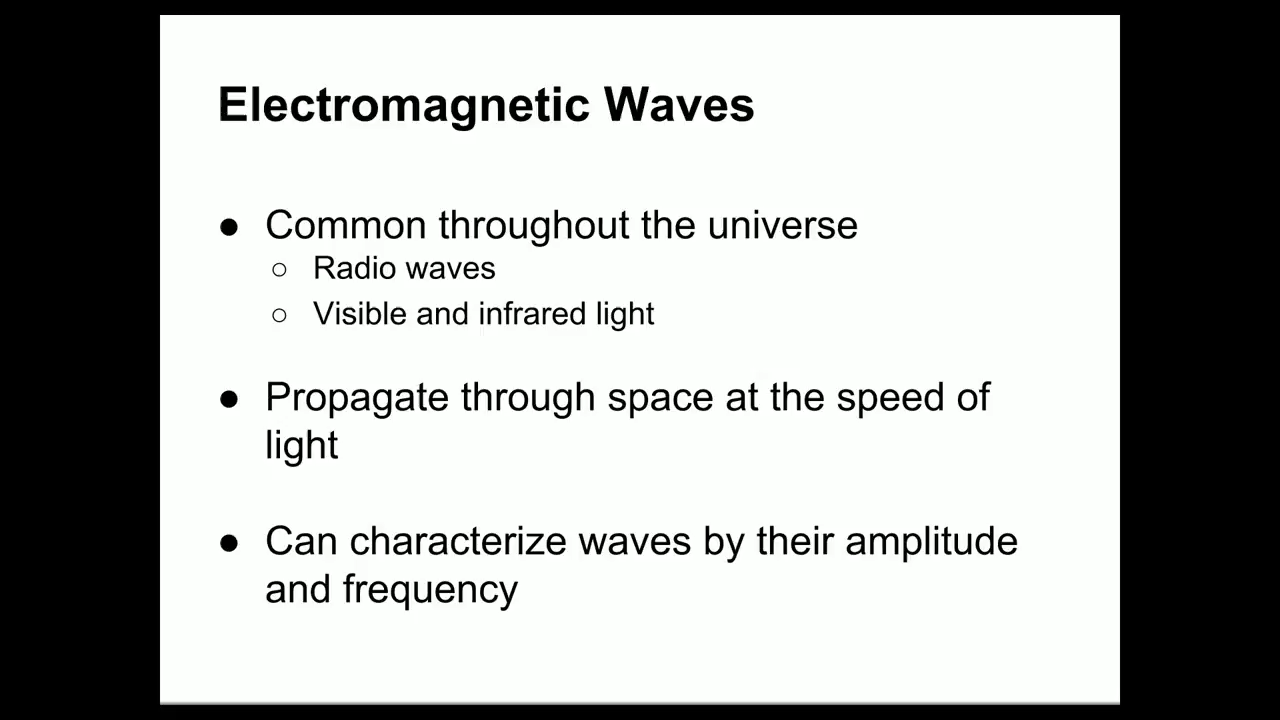 Electromagnetic Waves
● Common throughout the universe
○ Radio waves
○ Visible and infrared light
● Propagate through space at the speed of
light
● Can characterize waves by their amplitude
and frequency